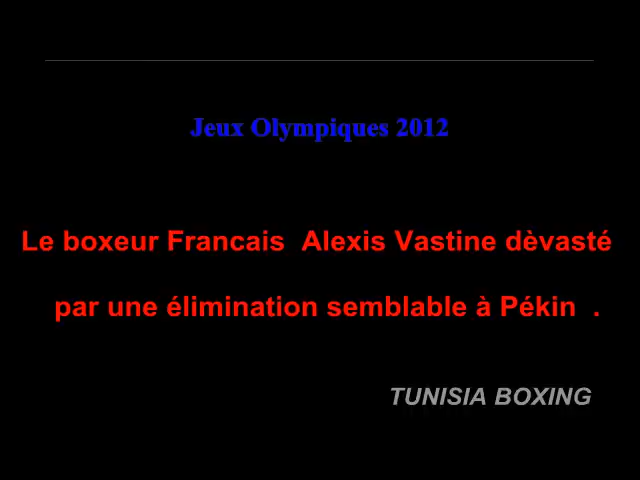 Jeux Olympiques 2012
Le boxeur Francais  Alexis Vastine dèvasté
par une élimination semblable à Pékin  .
TUNISIA BOXING